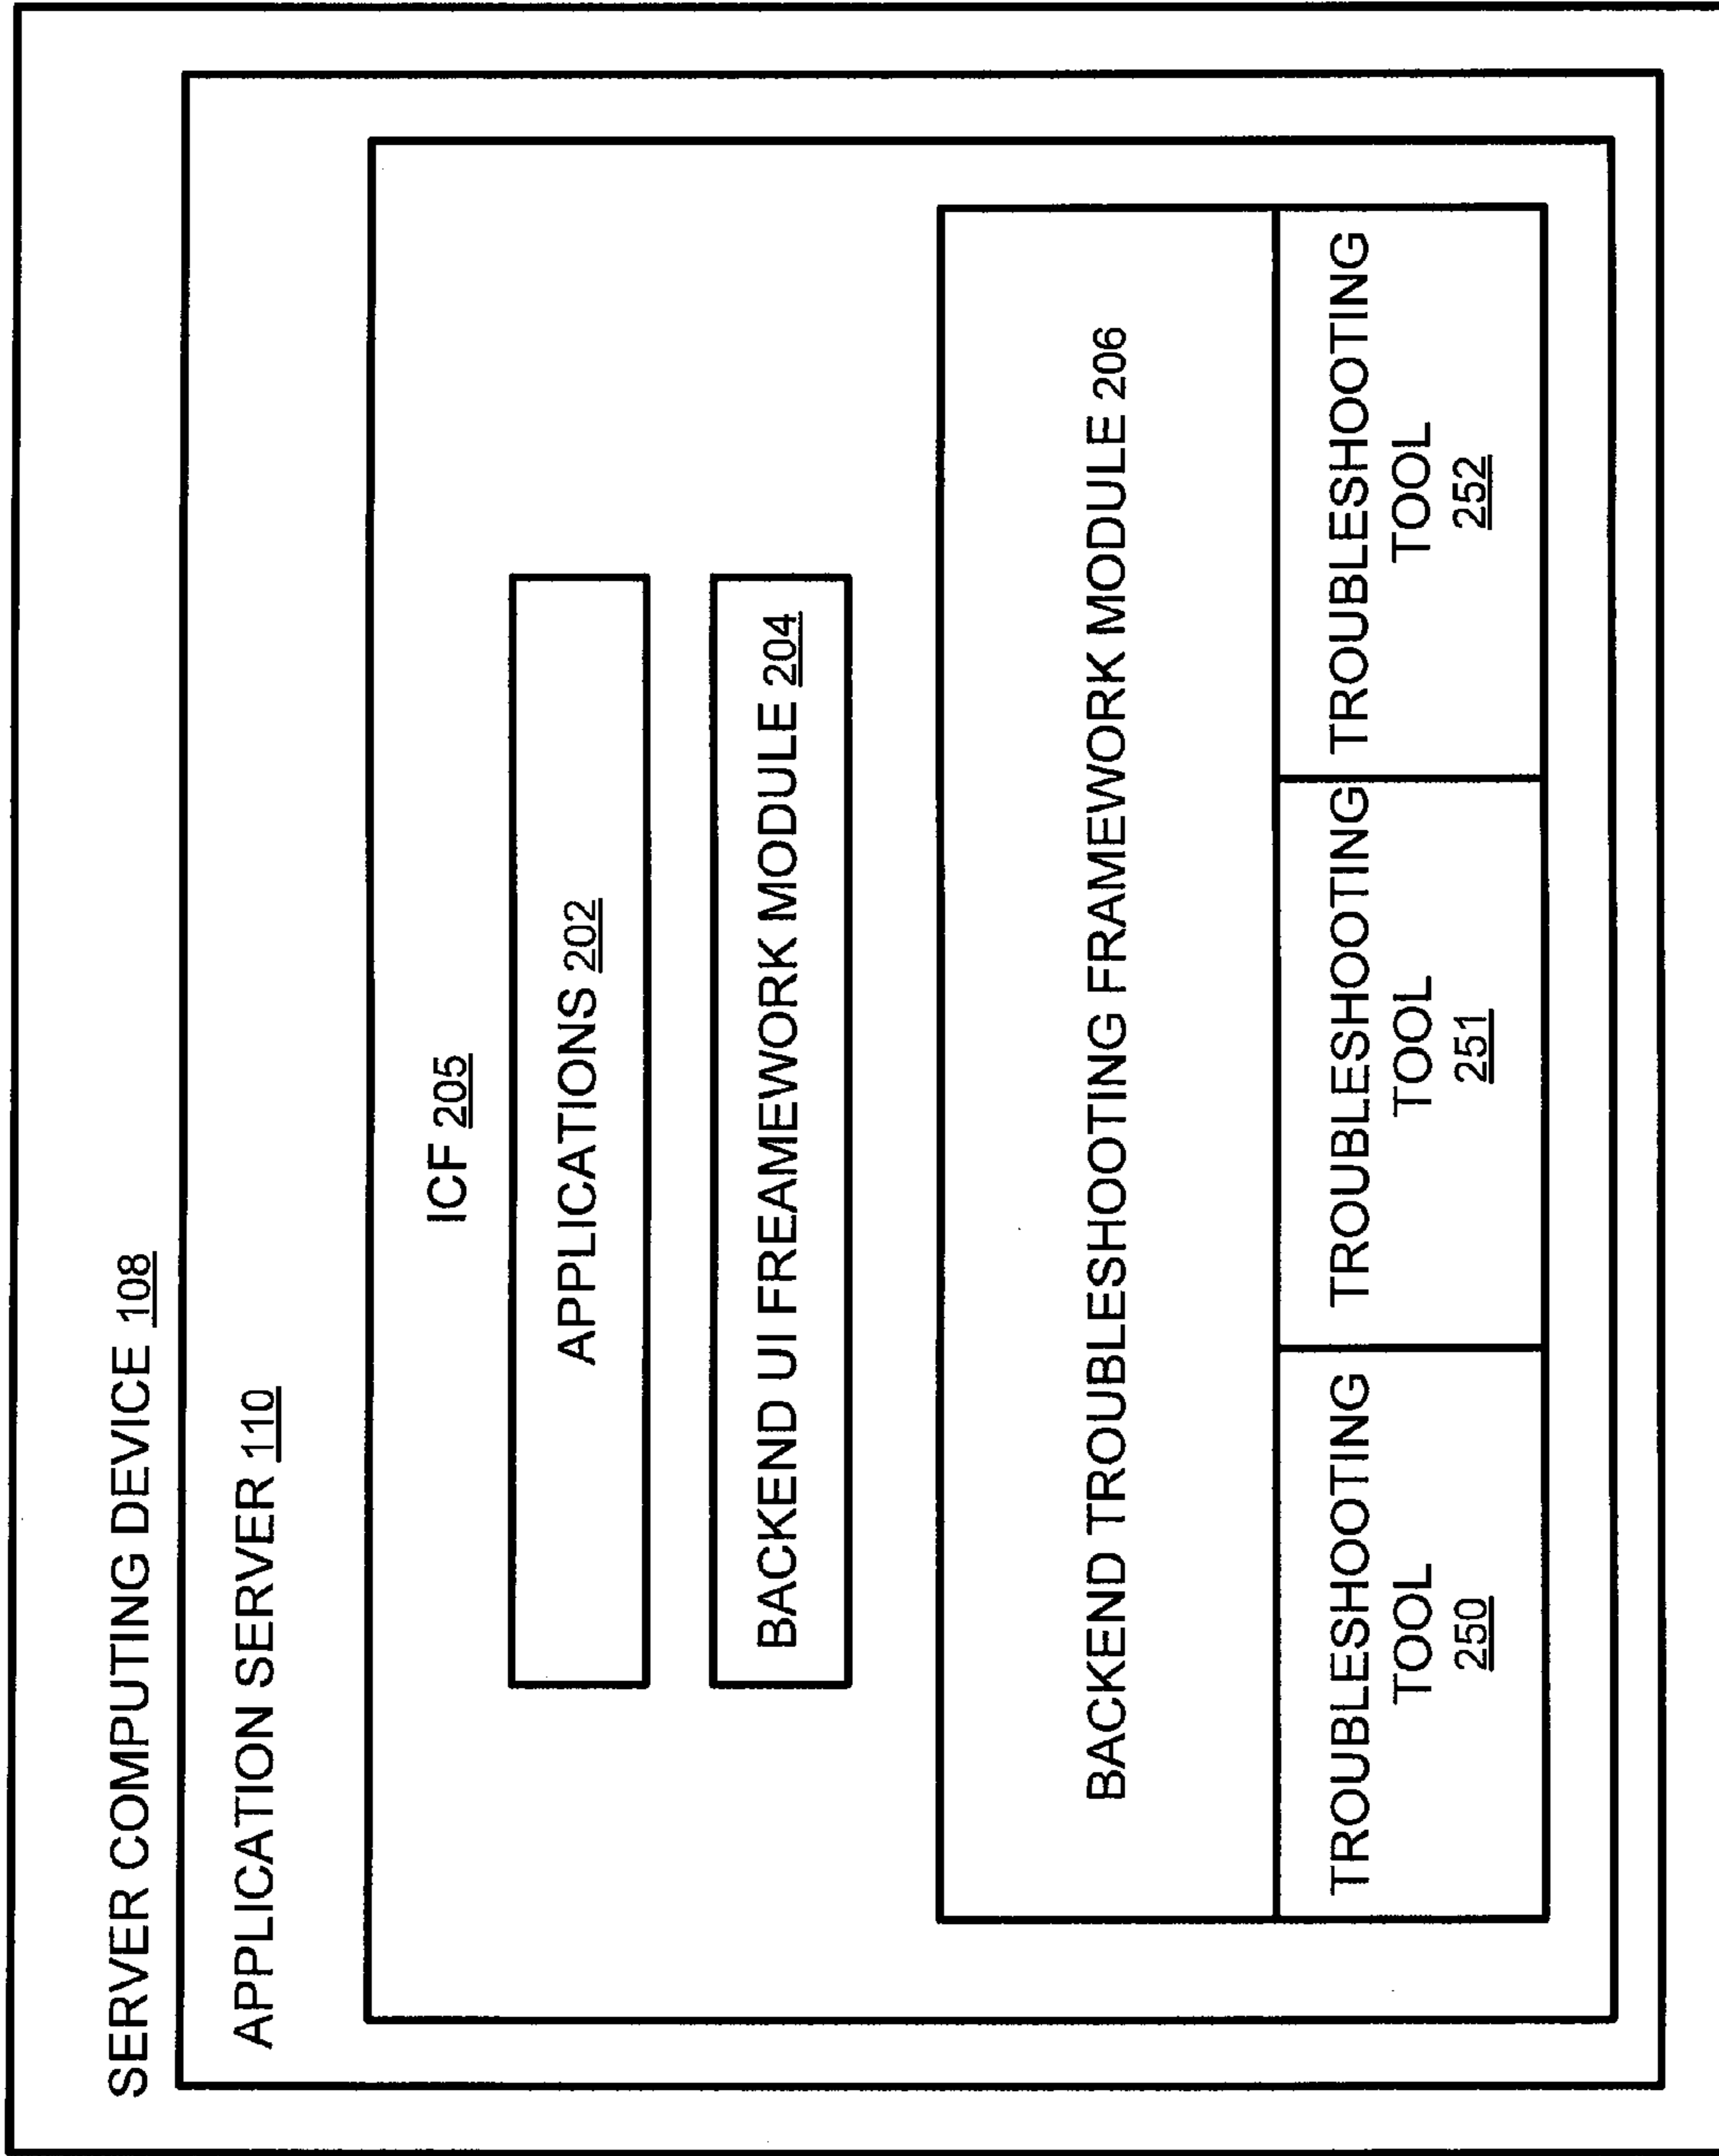 SERVER COMPUTING DEVICE 108
APPLICATION SERVER 110
ICF 205
APPLICATIONS 202
BACKEND UI FREAMEWORK MODULE 204
BACKEND TROUBLESHOOTING FRAMEWORK MODULE 206
TROUBLESHOOTING
TOOL
250
TROUBLESHOOTING
TOOL
251
TROUBLESHOOTING
TOOL
252